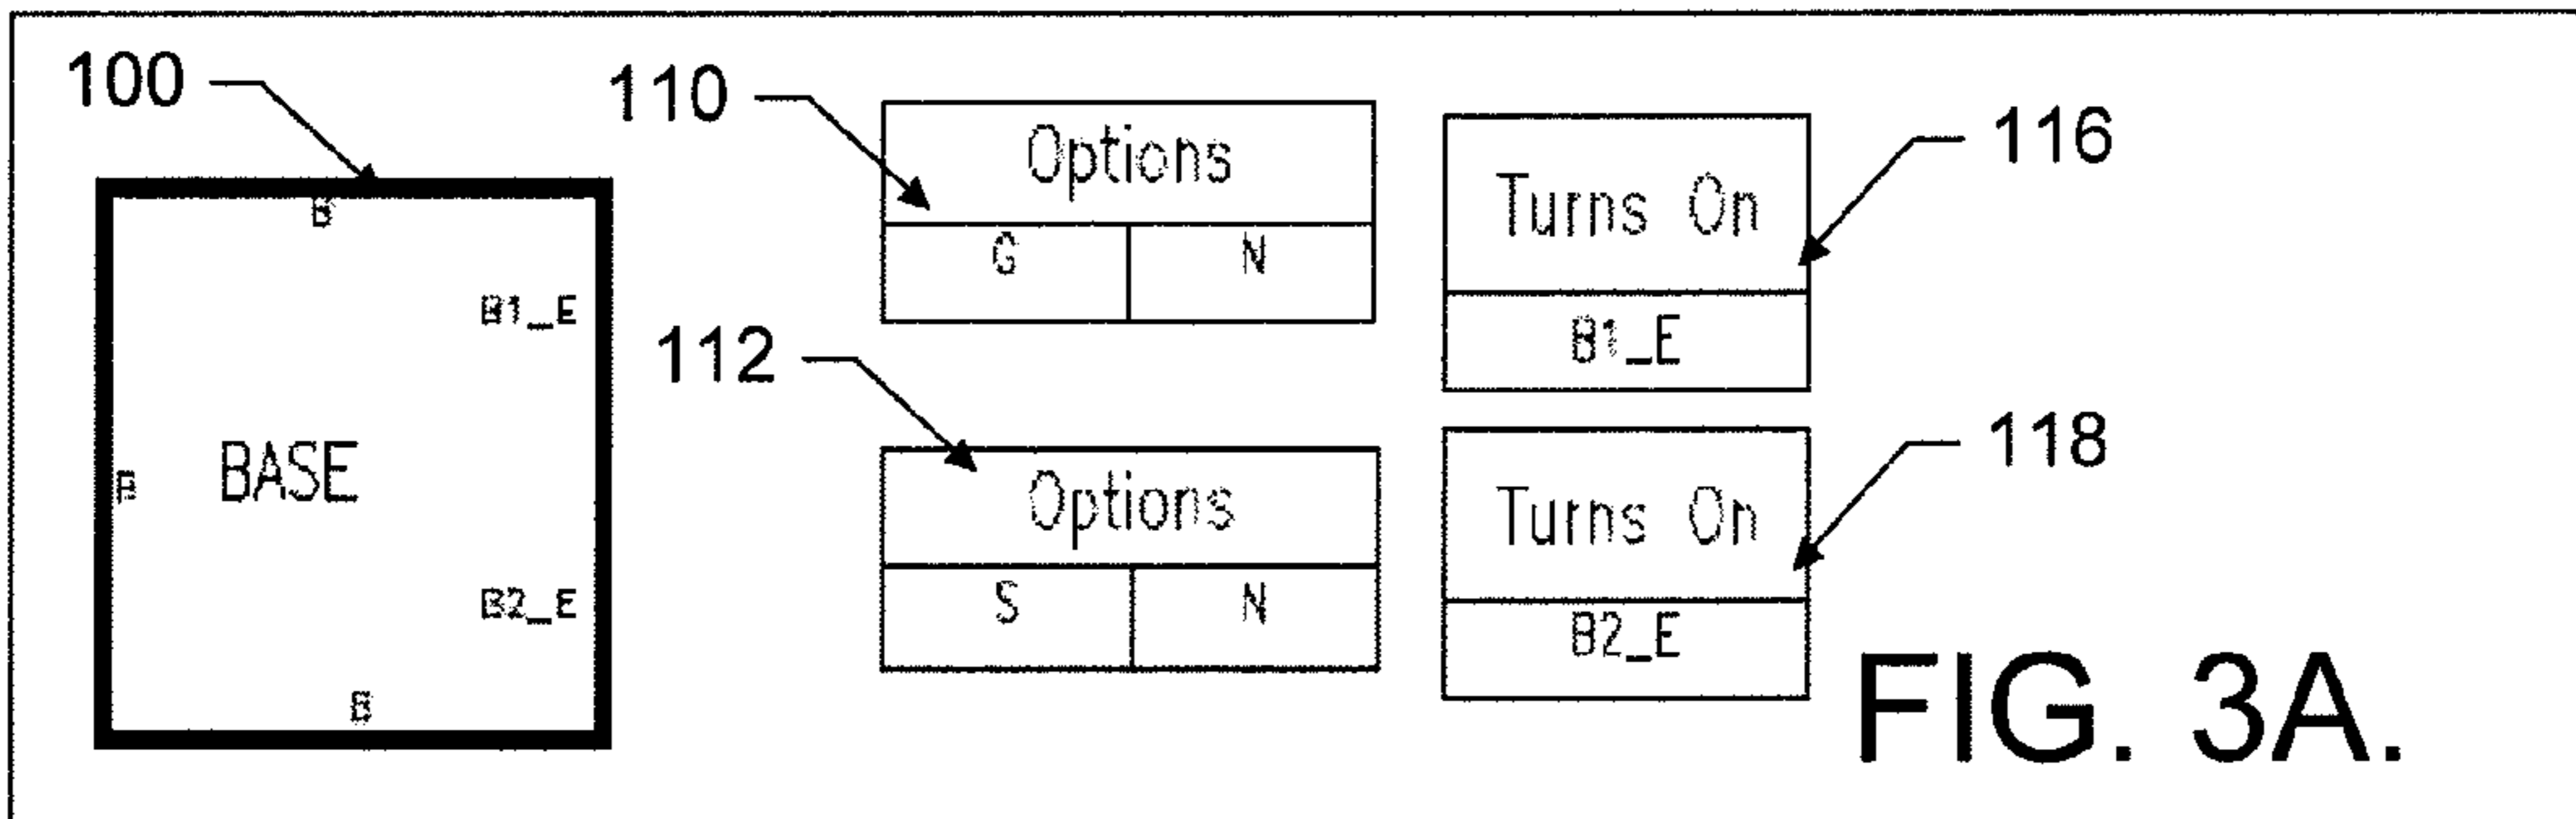 100
110
Options
G N
Turns On
B1_E
116
B
B1_E
BASE
B
B2_E
B
112
Options
S N
Turns On
B2_E
118
FIG. 3A.